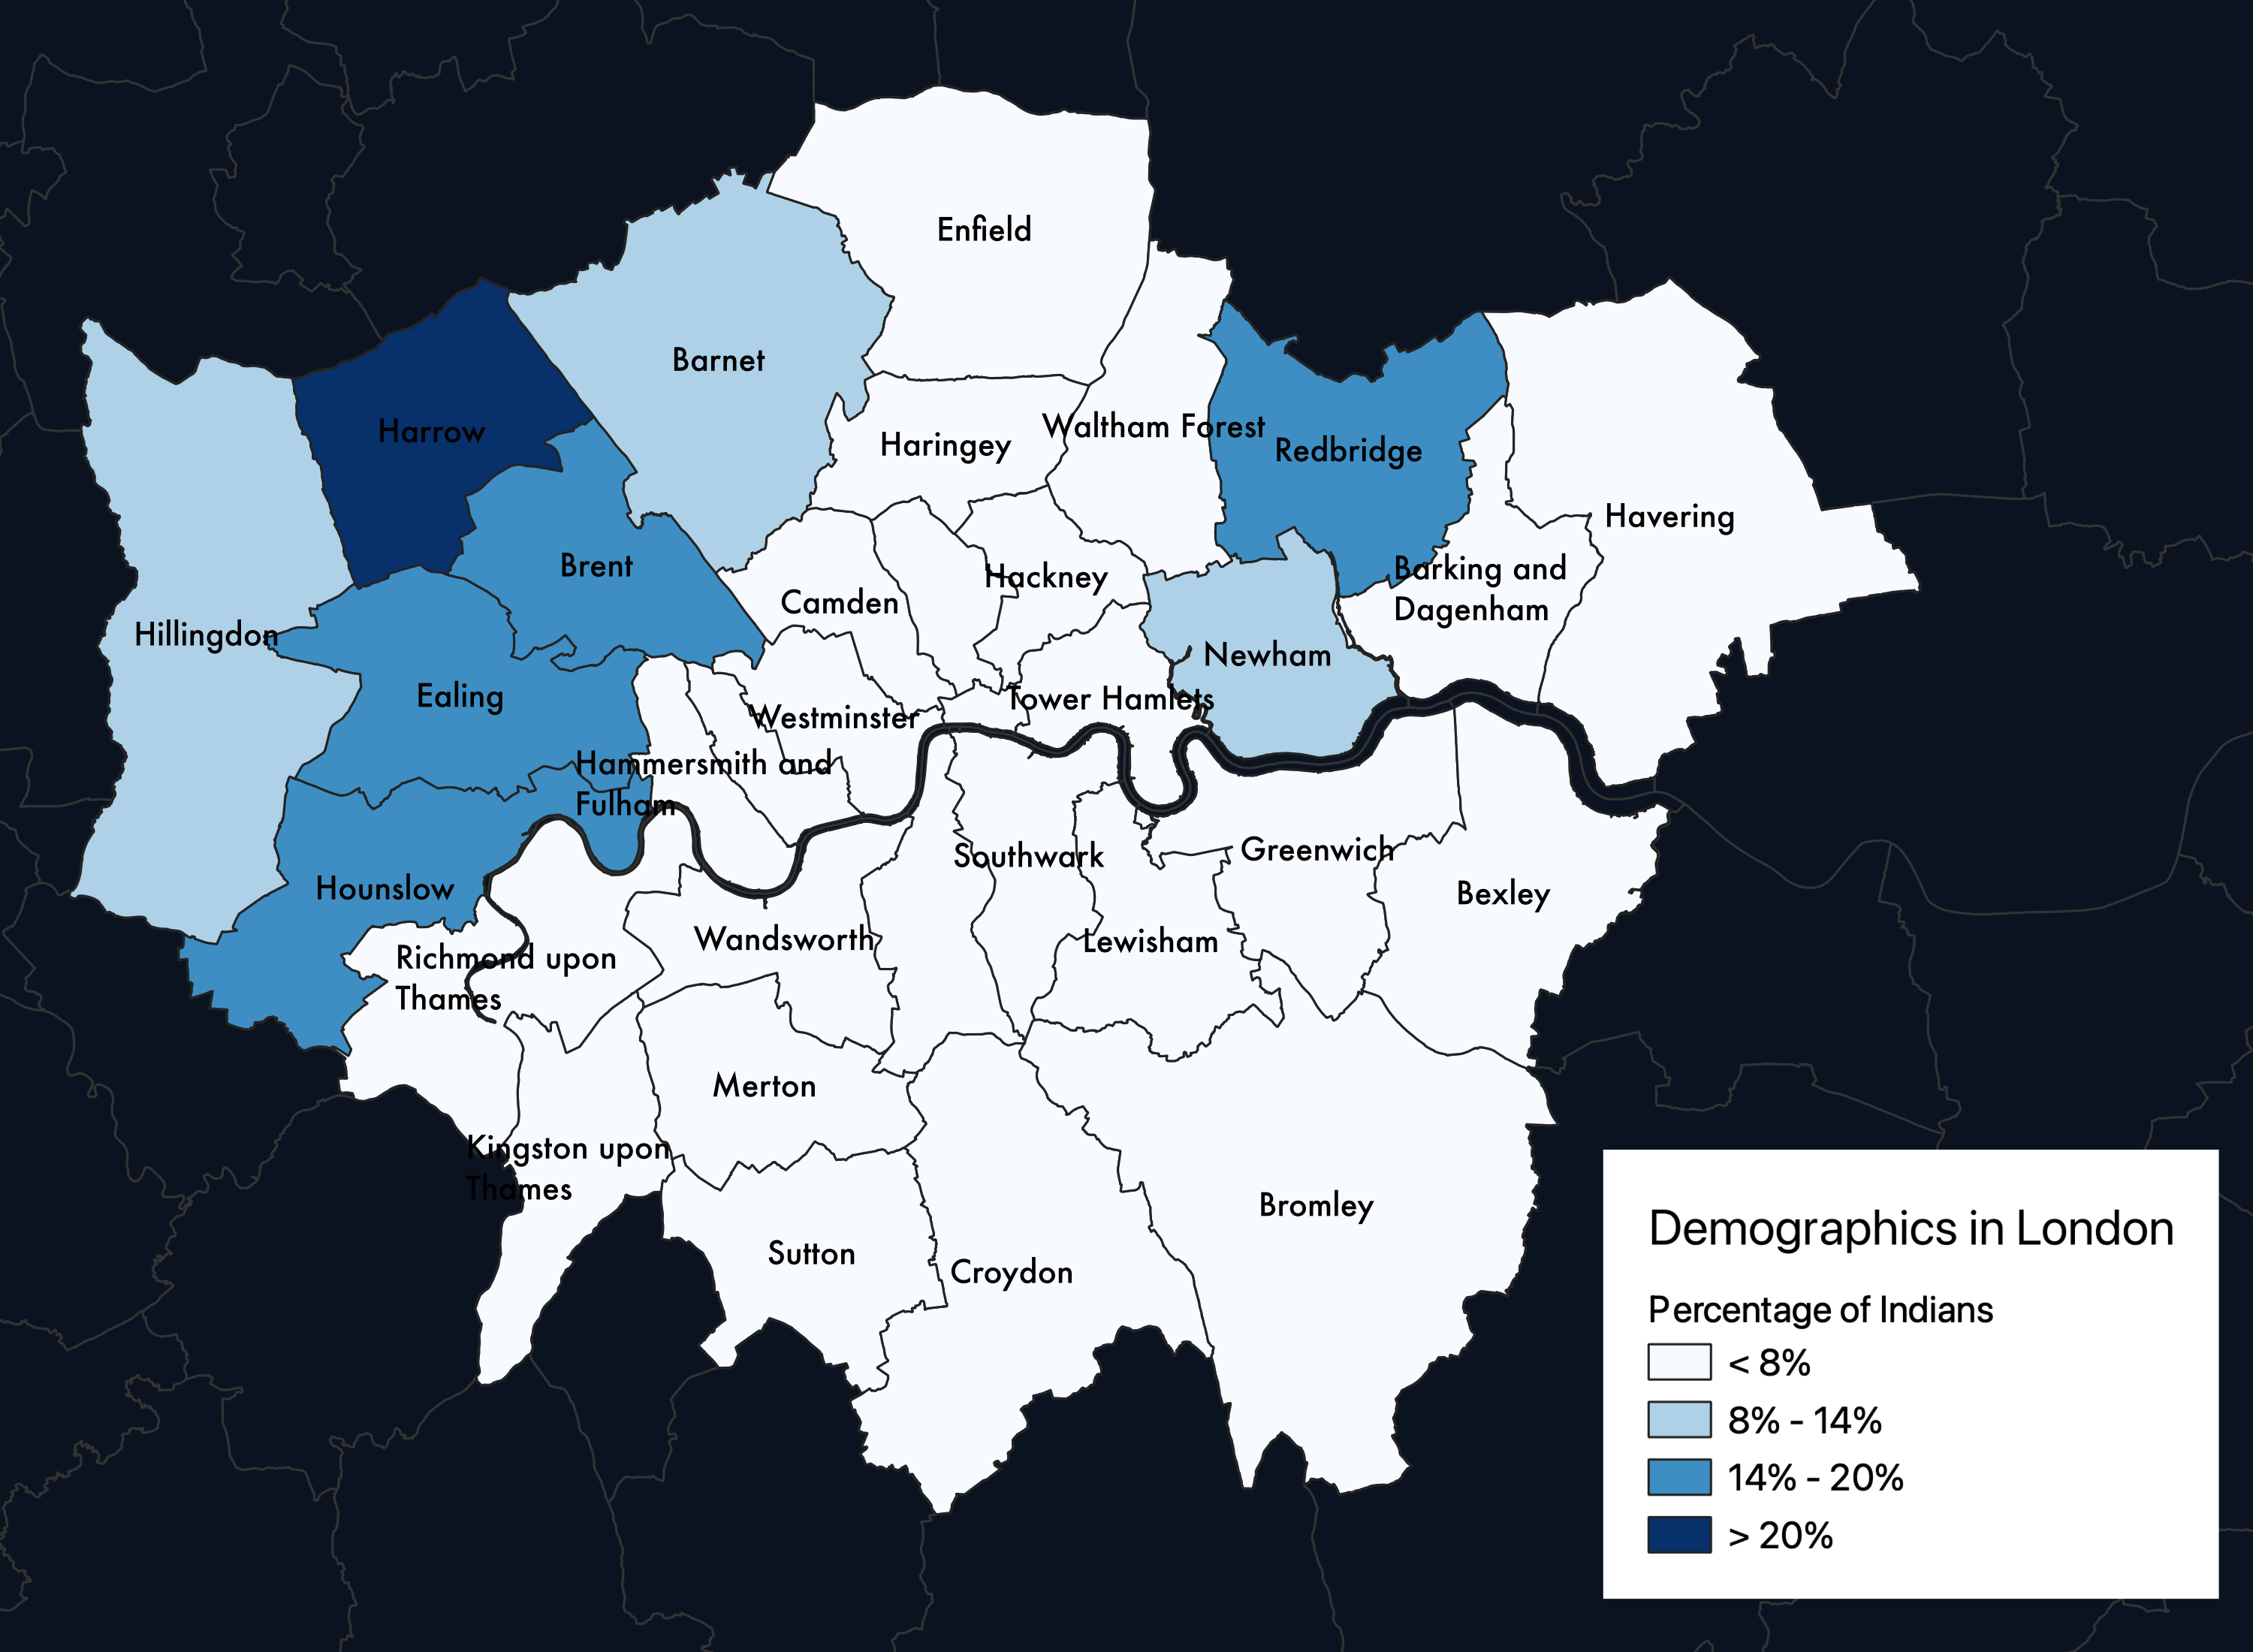 Enfield
Barnet
Harrow
Haringey
Waltham Forest
Redbridge
Havering
Brent
Hackney
Camden
Barking and
Dagenham
Hillingdon
Newham
Ealing
Tower Hamlets
Westminster
Hammersmith and
Fulham
Southwark
Greenwich
Hounslow
Bexley
Wandsworth
Lewisham
Richmond upon
Thames
Merton
Kingston upon
Thames
Bromley
Sutton
Croydon
Demographics in London
Percentage of Indians
< 8%
8% - 14%
14% - 20%
> 20%